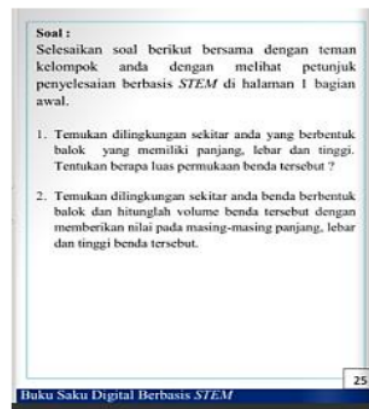 Soal :
Selesaikan soal berikut bersama dengan teman
kelompok anda dengan melihat petunjuk
penyelesaian berbasis STEM di halaman 1 bagian
awal.
1. Temukan dilingkungan sekitar anda yang berbentuk
balok yang memiliki panjang, lebar dan tinggi.
Tentukan berapa luas permukaan benda tersebut ?
2. Temukan dilingkungan sekitar anda benda berbentuk
balok dan hitunglah volume benda tersebut dengan
memberikan nilai pada masing-masing panjang, lebar
dan tinggi benda tersebut.
25
Buku Saku Digital Berbasis STEM